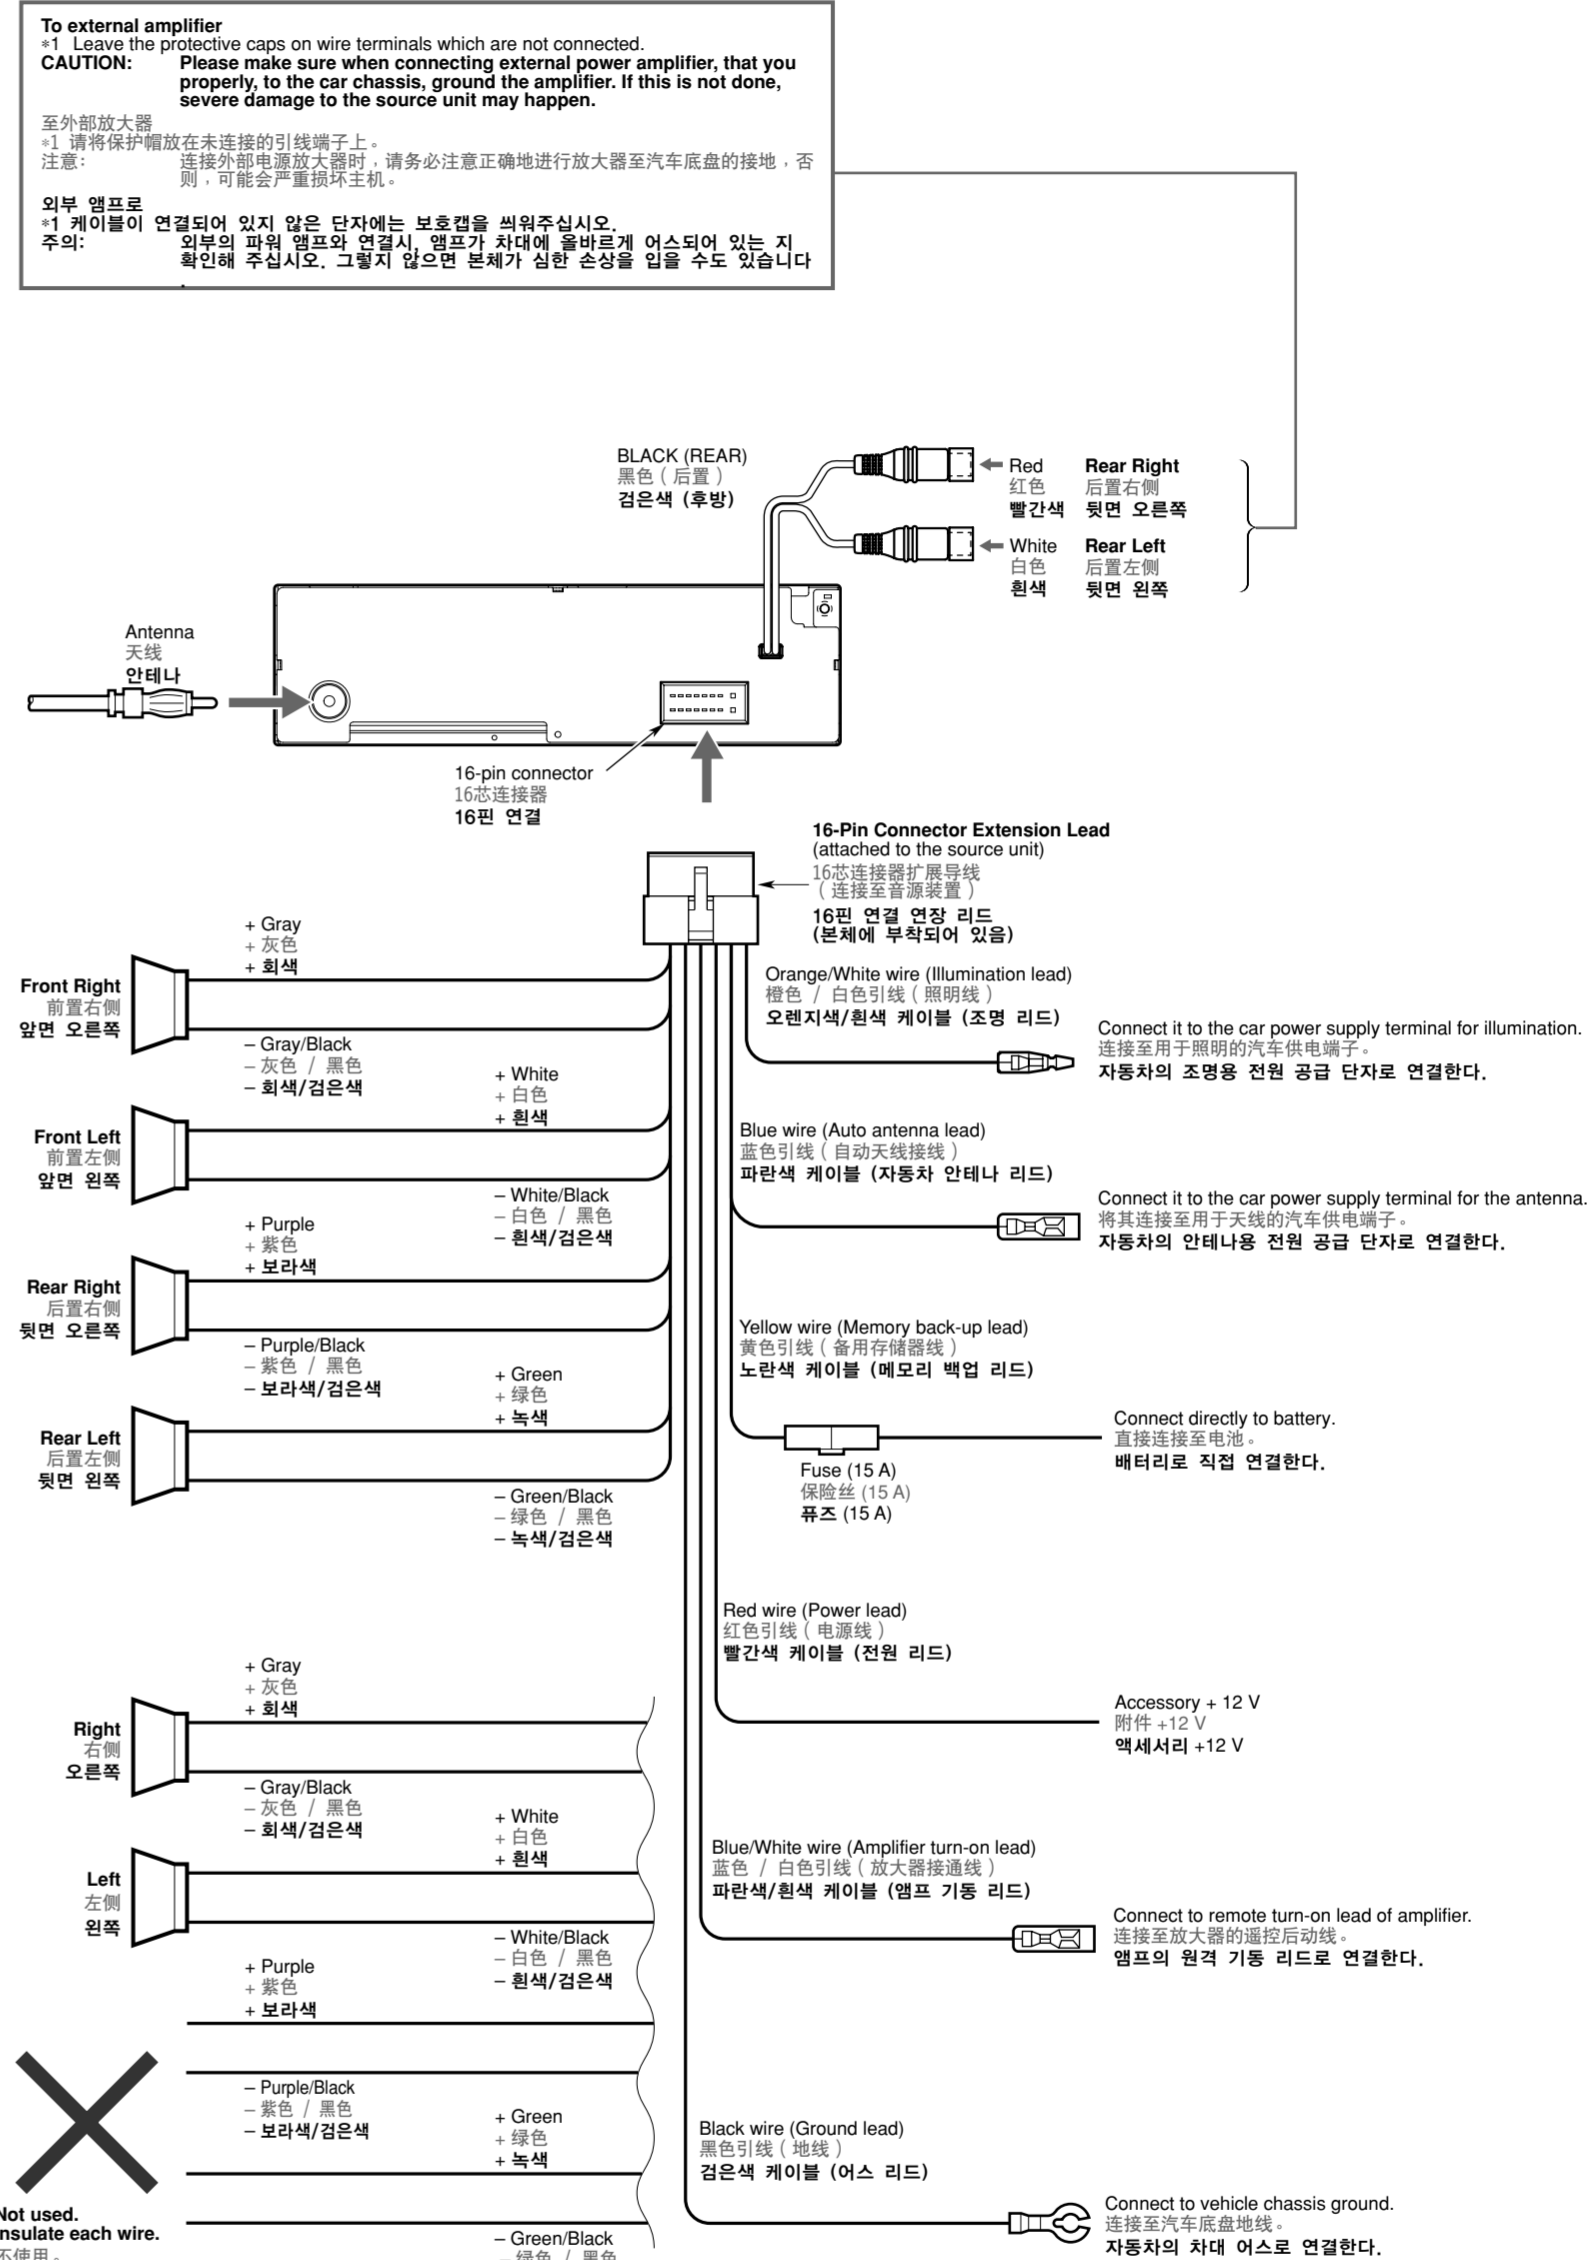 To external amplifier
*1 Leave the protective caps on wire terminals which are not connected.
CAUTION: Please make sure when connecting external power amplifier, that you
properly, to the car chassis, ground the amplifier. If this is not done,
severe damage to the source unit may happen.
至外部放大器
*1 请将保护帽放在未连接的引线端子上。
注意: 连接外部电源放大器时，请务必注意正确地进行放大器至汽车底盘的接地，否
则，可能会严重损坏主机。
외부 앰프로
*1 케이블이 연결되어 있지 않은 단자에는 보호캡을 씌워주십시오.
주의: 외부의 파워 앰프와 연결시, 앰프가 차대에 올바르게 어스되어 있는 지
확인해 주십시오. 그렇지 않으면 본체가 심한 손상을 입을 수도 있습니다
.
BLACK (REAR)
黑色（后置）
검은색 (후방)
Red Rear Right
红色 后置右侧
빨간색 뒷면 오른쪽
White Rear Left
白色 后置左侧
흰색 뒷면 왼쪽
Antenna
天线
안테나
16-pin connector
16芯连接器
16핀 연결
16-Pin Connector Extension Lead
(attached to the source unit)
16芯连接器扩展导线
（连接至音源装置）
16핀 연결 연장 리드
(본체에 부착되어 있음)
+ Gray
+ 灰色
+ 회색
Front Right
前置右侧
앞면 오른쪽
– Gray/Black
– 灰色 / 黑色
– 회색/검은색
+ White
+ 白色
+ 흰색
Front Left
前置左侧
앞면 왼쪽
– White/Black
– 白色 / 黑色
– 흰색/검은색
+ Purple
+ 紫色
+ 보라색
Rear Right
后置右侧
뒷면 오른쪽
– Purple/Black
– 紫色 / 黑色
– 보라색/검은색
+ Green
+ 绿色
+ 녹색
Rear Left
后置左侧
뒷면 왼쪽
– Green/Black
– 绿色 / 黑色
– 녹색/검은색
Orange/White wire (Illumination lead)
橙色 / 白色引线（照明线）
오렌지색/흰색 케이블 (조명 리드)
Connect it to the car power supply terminal for illumination.
连接至用于照明的汽车供电端子。
자동차의 조명용 전원 공급 단자로 연결한다.
Blue wire (Auto antenna lead)
蓝色引线（自动天线接线）
파란색 케이블 (자동차 안테나 리드)
Connect it to the car power supply terminal for the antenna.
将其连接至用于天线的汽车供电端子。
자동차의 안테나용 전원 공급 단자로 연결한다.
Yellow wire (Memory back-up lead)
黄色引线（备用存储器线）
노란색 케이블 (메모리 백업 리드)
Connect directly to battery.
直接连接至电池。
배터리로 직접 연결한다.
Fuse (15 A)
保险丝 (15 A)
퓨즈 (15 A)
Red wire (Power lead)
红色引线（电源线）
빨간색 케이블 (전원 리드)
Accessory + 12 V
附件 +12 V
액세서리 +12 V
+ Gray
+ 灰色
+ 회색
Right
右侧
오른쪽
– Gray/Black
– 灰色 / 黑色
– 회색/검은색
+ White
+ 白色
+ 흰색
Left
左侧
왼쪽
– White/Black
– 白色 / 黑色
– 흰색/검은색
Blue/White wire (Amplifier turn-on lead)
蓝色 / 白色引线（放大器接通线）
파란색/흰색 케이블 (앰프 기동 리드)
Connect to remote turn-on lead of amplifier.
连接至放大器的遥控后动线。
앰프의 원격 기동 리드로 연결한다.
+ Purple
+ 紫色
+ 보라색
– Purple/Black
– 紫色 / 黑色
– 보라색/검은색
+ Green
+ 绿色
+ 녹색
Black wire (Ground lead)
黑色引线（地线）
검은색 케이블 (어스 리드)
Connect to vehicle chassis ground.
连接至汽车底盘地线。
자동차의 차대 어스로 연결한다.
Not used.
Insulate each wire.
不使用。
– Green/Black
– 绿色 / 黑色